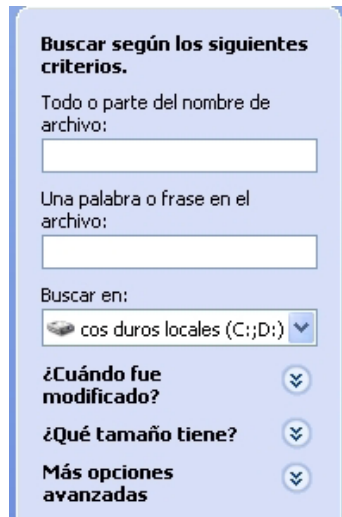 Buscar según los siguientes
criterios.
Todo o parte del nombre de
archivo:
Una palabra o frase en el
archivo:
Buscar en:
cos duros locales (C:;D:)
¿Cuándo fue
modificado?
¿Qué tamaño tiene?
Más opciones
avanzadas